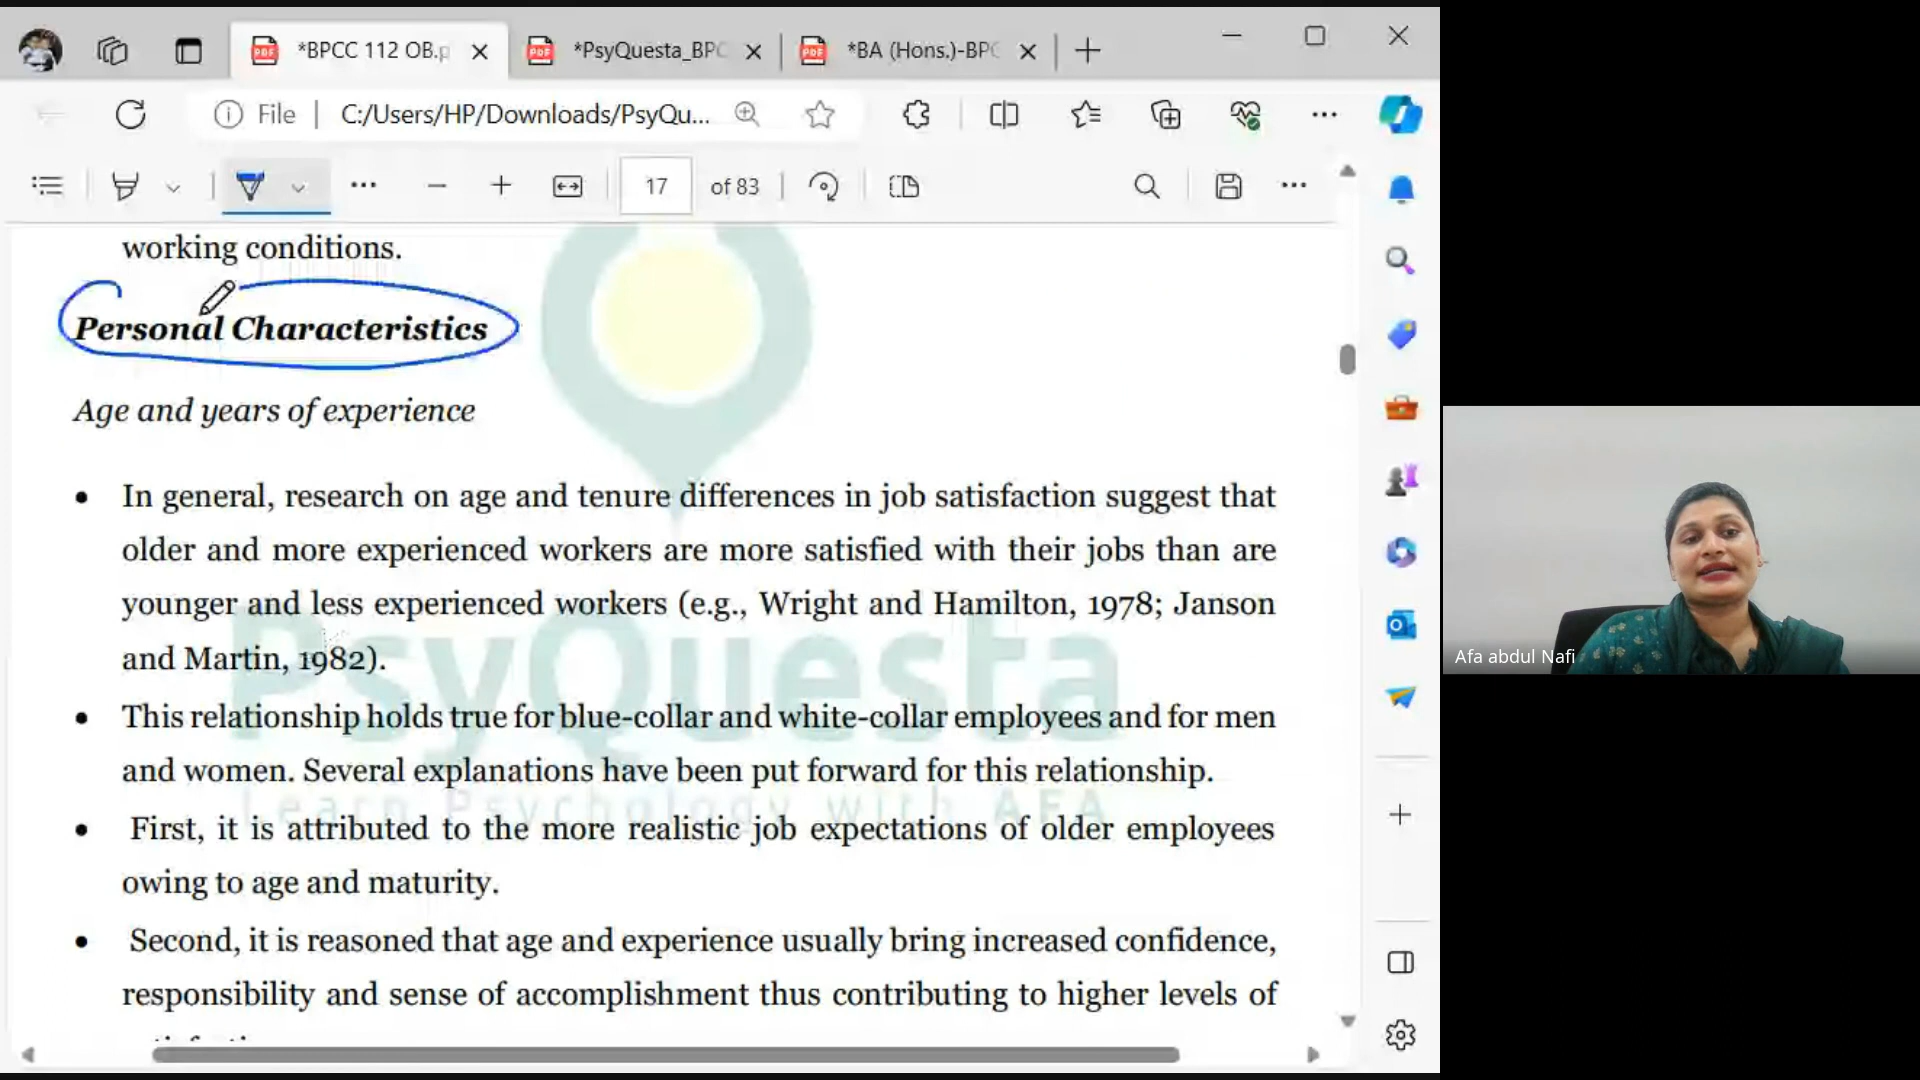 *BPCC 112 OB.p
*PsyQuesta_BPC
*BA (Hons.)-BPC
File
C:/Users/HP/Downloads/PsyQu...
17
of 83
working conditions.
Personal Characteristics
Age and years of experience
• In general, research on age and tenure differences in job satisfaction suggest that
older and more experienced workers are more satisfied with their jobs than are
younger and less experienced workers (e.g., Wright and Hamilton, 1978; Janson
and Martin, 1982).
• This relationship holds true for blue-collar and white-collar employees and for men
and women. Several explanations have been put forward for this relationship.
• First, it is attributed to the more realistic job expectations of older employees
owing to age and maturity.
• Second, it is reasoned that age and experience usually bring increased confidence,
responsibility and sense of accomplishment thus contributing to higher levels of
PsyQuesta
Learn Psychology with AFA
Afa abdul Nafi